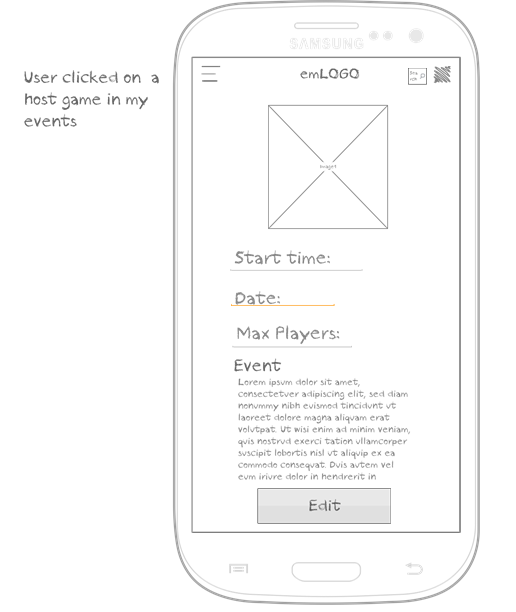 User clicked on a
host game in my
events
SAMSUNG
emLOGO
Start time:
Date:
Max Players:
Event
Lorem ipsum dolor sit amet,
consectetuer adipiscing elit, sed diam
nonummy nibh euismod tincidunt ut
laoreet dolore magna aliquam erat
volutpat. Ut wisi enim ad minim veniam,
quis nostrud exerci tation ullamcorper
suscipit lobortis nisl ut aliquip ex ea
commodo consequat. Duis autem vel
eum iriure dolor in hendrerit in
Edit